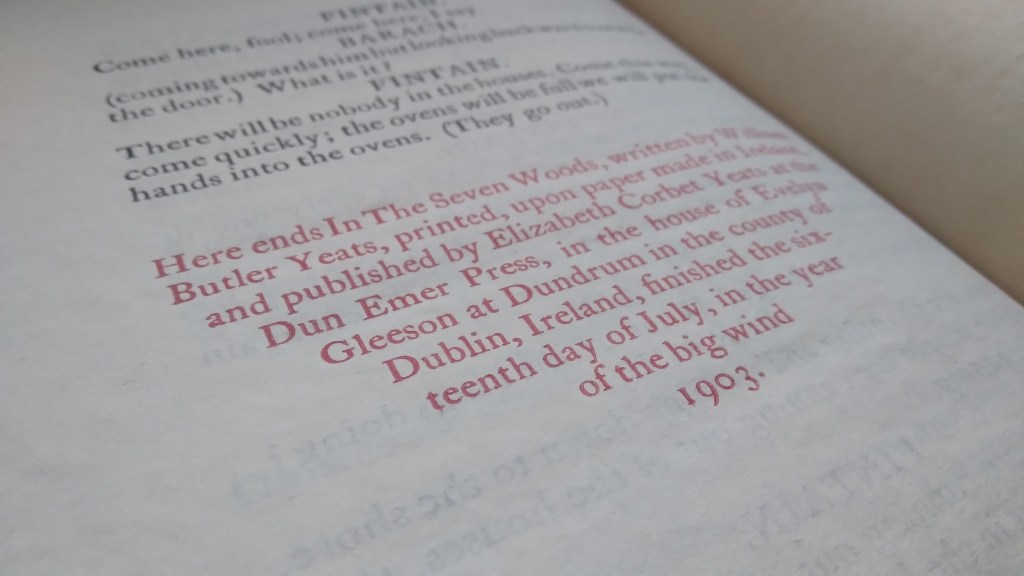 FINTAIN.
Come here, fool; come here, I say.
BARACH.
(coming towards him but looking backwards through
the door.) What is it?
FINTAIN.
There will be nobody in the houses. Come this way;
come quickly; the ovens will be full we will put our
hands into the ovens. (They go out.)
Here ends In The Seven Woods, written by William
Butler Yeats, printed, upon paper made in Ireland,
and published by Elizabeth Corbet Yeats at the
Dun Emer Press, in the house of Evelyn
Gleeson at Dundrum in the county of
Dublin, Ireland, finished the six-
teenth day of July, in the year
of the big wind
1903.